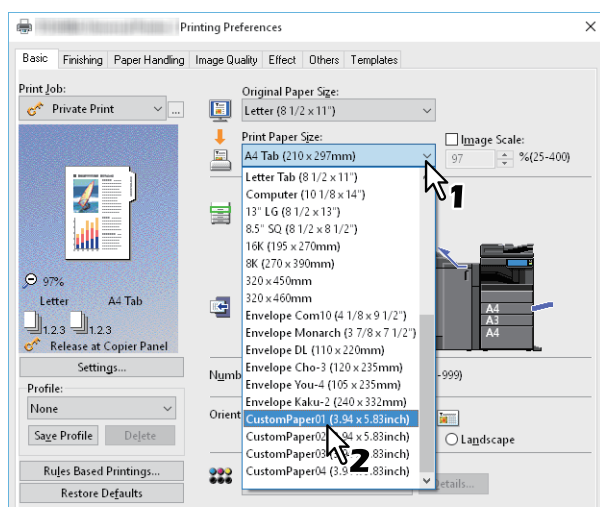 Printing Preferences
Basic Finishing Paper Handling Image Quality Effect Others Templates
Print Job:
Private Print
...
97%
Letter A4 Tab
1.2.3 1.2.3
Release at Copier Panel
Settings...
Profile:
None
Save Profile Delete
Rules Based Printings...
Restore Defaults
Original Paper Size:
Letter (8 1/2 x 11")
Print Paper Size:
A4 Tab (210 x 297mm)
Image Scale:
97 %(25-400)
1
Letter Tab (8 1/2 x 11")
Computer (10 1/8 x 14")
13" LG (8 1/2 x 13")
8.5" SQ (8 1/2 x 8 1/2")
16K (195 x 270mm)
8K (270 x 390mm)
320 x 450mm
320 x 460mm
Envelope Com10 (4 1/8 x 9 1/2")
Envelope Monarch (3 7/8 x 7 1/2")
Envelope DL (110 x 220mm)
Envelope Cho-3 (120 x 235mm)
Envelope You-4 (105 x 235mm)
Envelope Kaku-2 (240 x 332mm)
CustomPaper01 (3.94 x 5.83inch)
CustomPaper02 (3.94 x 5.83inch)
CustomPaper03 (3.94 x 5.83inch)
CustomPaper04 (3.94 x 5.83inch)
2
A4
A3
A4
Numb
-999)
Orient
Landscape
Details...